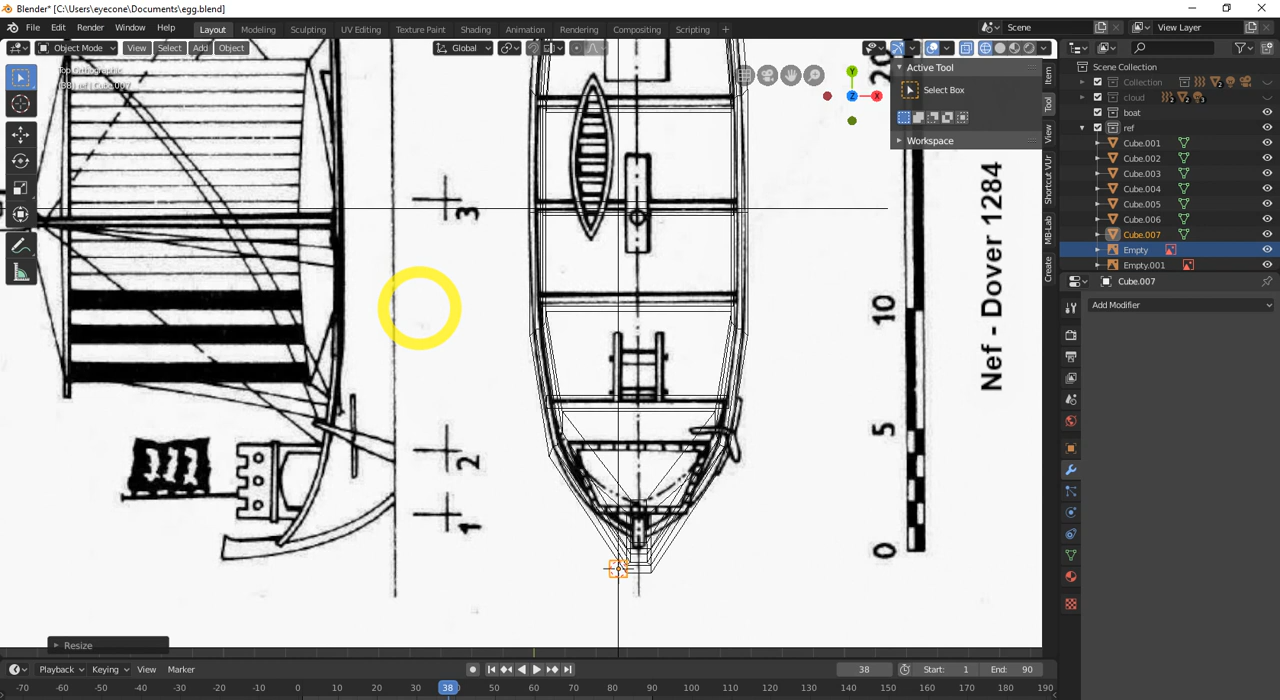 Blender* [C:\Users\eyecone\Documents\egg.blend]
File Edit Render Window Help
Layout Modeling Sculpting UV Editing Texture Paint Shading Animation Rendering Compositing Scripting +
Scene
View Layer
Object Mode View Select Add Object
Global
Top Orthographic
(38) ref | Cube.007
Y
X
Z
Active Tool
Select Box
Workspace
Item
Tool
View
Shortcut VUr
MB-Lab
Create
Scene Collection
Collection
cloud
boat
ref
Cube.001
Cube.002
Cube.003
Cube.004
Cube.005
Cube.006
Cube.007
Empty
Empty.001
Cube.007
Add Modifier
3
2
1
20
10
5
0
Nef - Dover 1284
Resize
Playback Keying View Marker
38 Start: 1 End: 90
-70 -60 -50 -40 -30 -20 -10 0 10 20 30 38 50 60 70 80 90 100 110 120 130 140 150 160 170 180 190